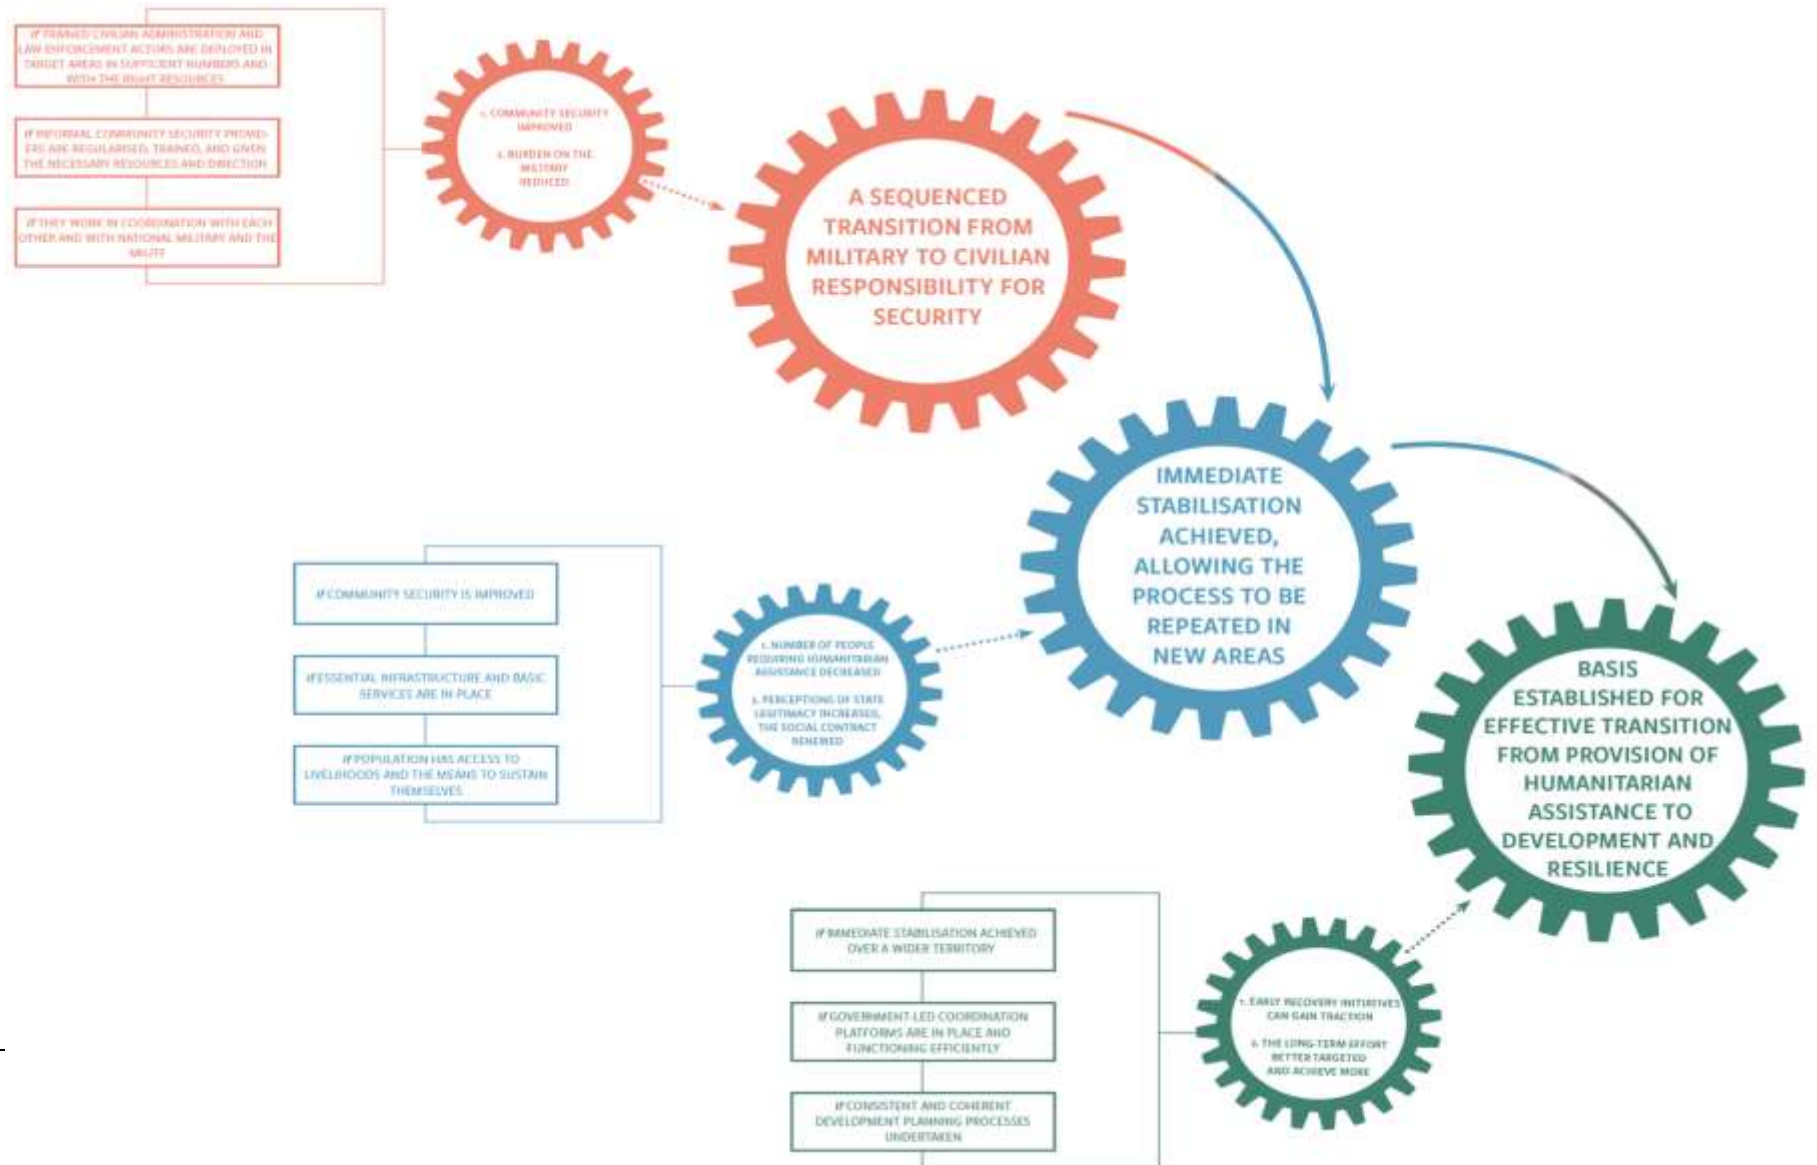 IF TRAINED CIVILIAN ADMINISTRATION AND
LAW ENFORCEMENT ACTORS ARE DEPLOYED IN
TARGET AREAS IN SUFFICIENT NUMBERS AND
WITH THE RIGHT RESOURCES
IF INFORMAL COMMUNITY SECURITY PROVID-
ERS ARE REGULARISED, TRAINED, AND GIVEN
THE NECESSARY RESOURCES AND DIRECTION
IF THEY WORK IN COORDINATION WITH EACH
OTHER AND WITH NATIONAL MILITARY AND THE
1. COMMUNITY SECURITY
IMPROVED
2. BURDEN ON THE
MILITARY
REDUCED
A SEQUENCED
TRANSITION FROM
MILITARY TO CIVILIAN
RESPONSIBILITY FOR
SECURITY
IMMEDIATE
STABILISATION
ACHIEVED,
ALLOWING THE
PROCESS TO BE
REPEATED IN
NEW AREAS
IF COMMUNITY SECURITY IS IMPROVED
IF ESSENTIAL INFRASTRUCTURE AND BASIC
SERVICES ARE IN PLACE
IF POPULATION HAS ACCESS TO
LIVELIHOODS AND THE MEANS TO SUSTAIN
THEMSELVES
1. NUMBER OF PEOPLE
REQUIRING HUMANITARIAN
ASSISTANCE DECREASED
2. PERCEPTIONS OF STATE
LEGITIMACY INCREASED,
THE SOCIAL CONTRACT
RENEWED
BASIS
ESTABLISHED FOR
EFFECTIVE TRANSITION
FROM PROVISION OF
HUMANITARIAN
ASSISTANCE TO
DEVELOPMENT AND
RESILIENCE
IF IMMEDIATE STABILISATION ACHIEVED
OVER A WIDER TERRITORY
IF GOVERNMENT-LED COORDINATION
PLATFORMS ARE IN PLACE AND
FUNCTIONING EFFICIENTLY
IF CONSISTENT AND COHERENT
DEVELOPMENT PLANNING PROCESSES
UNDERTAKEN
1. EARLY RECOVERY INITIATIVES
CAN GAIN TRACTION
2. THE LONG-TERM EFFORT
BETTER TARGETED
AND ACHIEVE MORE